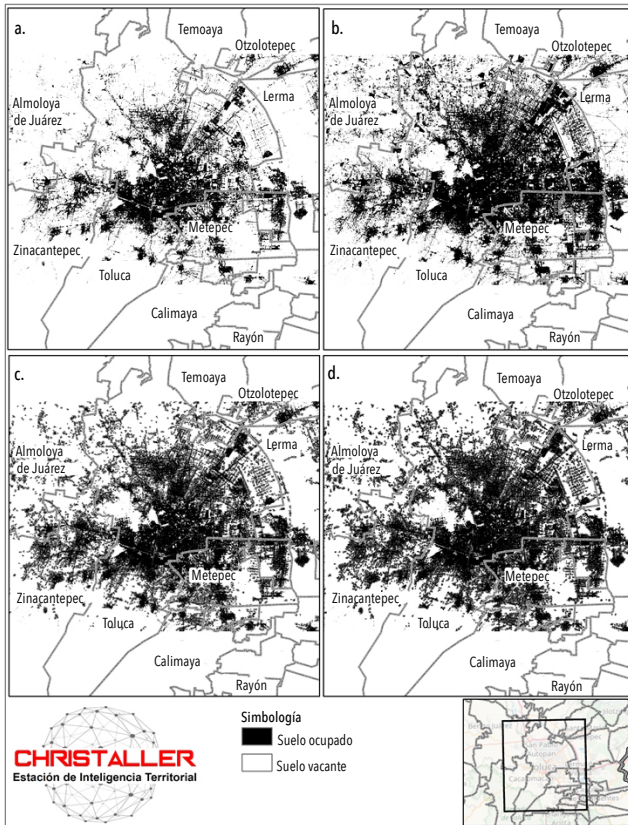 a.
Temoaya
Otzolotepec
Lerma
Almoloya
de Juárez
Metepec
Zinacantepec
Toluca
Calimaya
Rayón
b.
Temoaya
Otzolotepec
Lerma
Almoloya
de Juárez
Metepec
Zinacantepec
Toluca
Calimaya
Rayón
c.
Temoaya
Otzolotepec
Lerma
Almoloya
de Juárez
Metepec
Zinacantepec
Toluca
Calimaya
Rayón
d.
Temoaya
Otzolotepec
Lerma
Almoloya
de Juárez
Metepec
Zinacantepec
Toluca
Calimaya
Rayón
CHRISTALLER
Estación de Inteligencia Territorial
Simbología
Suelo ocupado
Suelo vacante